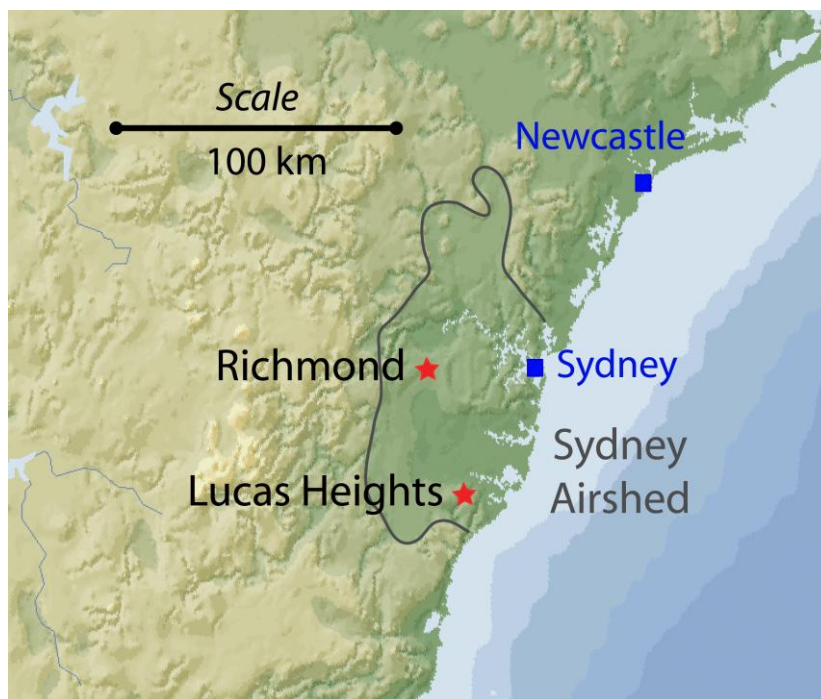 Scale
100 km
Newcastle
Richmond
Sydney
Sydney
Airshed
Lucas Heights